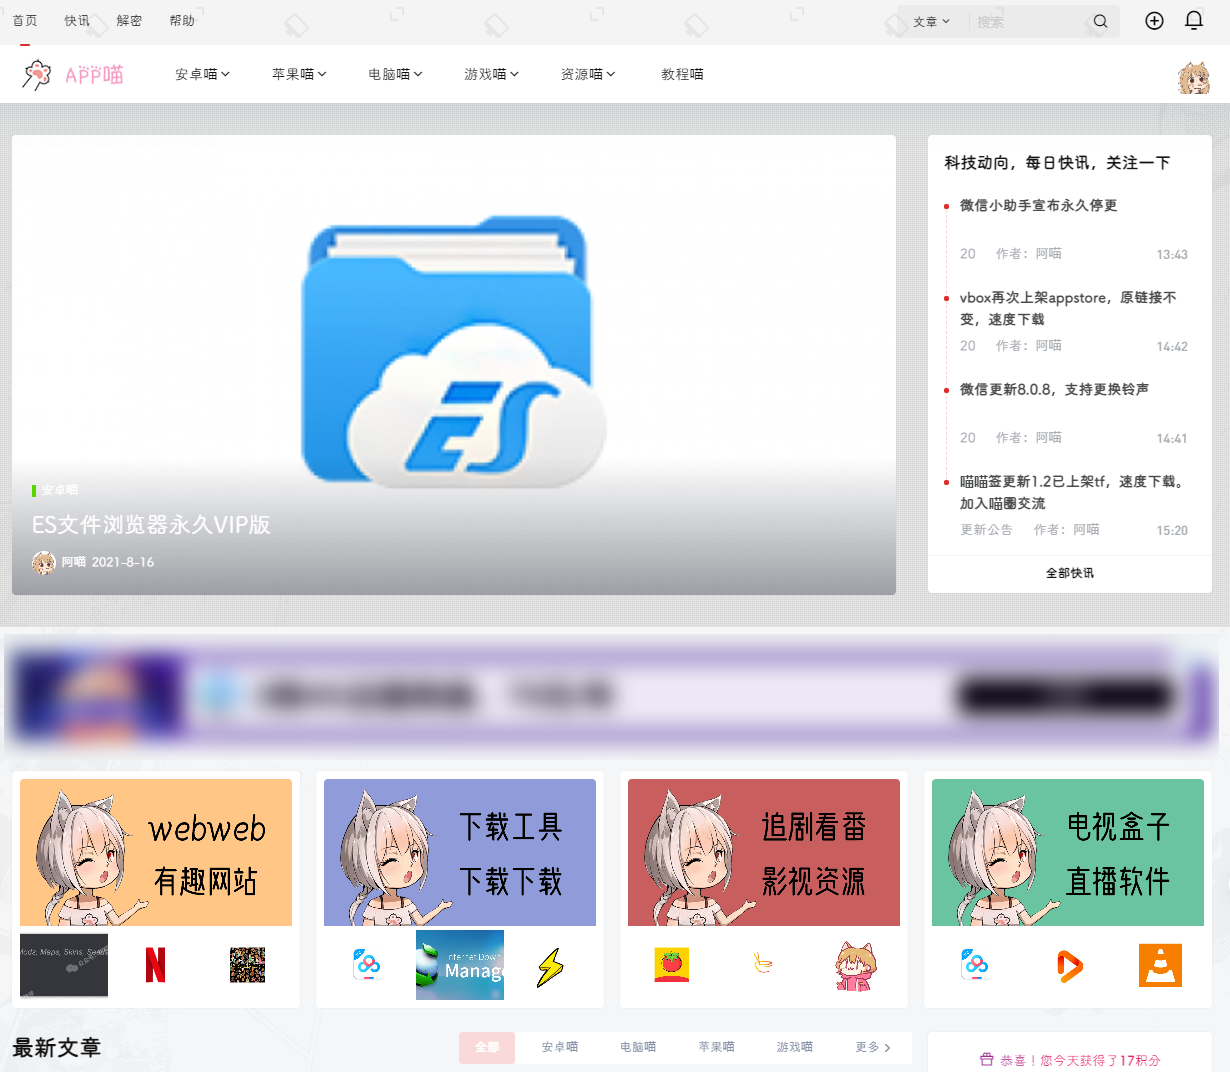 首页 快讯 解密 帮助 文章 搜索
APP喵 安卓喵 苹果喵 电脑喵 游戏喵 资源喵 教程喵
安卓喵
ES文件浏览器永久VIP版
阿喵 2021-8-16
科技动向，每日快讯，关注一下
微信小助手宣布永久停更
20 作者：阿喵 13:43
vbox再次上架appstore，原链接不
变，速度下载
20 作者：阿喵 14:42
微信更新8.0.8，支持更换铃声
20 作者：阿喵 14:41
喵喵签更新1.2已上架tf，速度下载。
加入喵圈交流
更新公告 作者：阿喵 15:20
全部快讯
webweb
有趣网站
下载工具
下载下载
追剧看番
影视资源
电视盒子
直播软件
Mods, Maps, Skins,
Internet Down
Manage
最新文章
全部 安卓喵 电脑喵 苹果喵 游戏喵 更多
恭喜！您今天获得了17积分